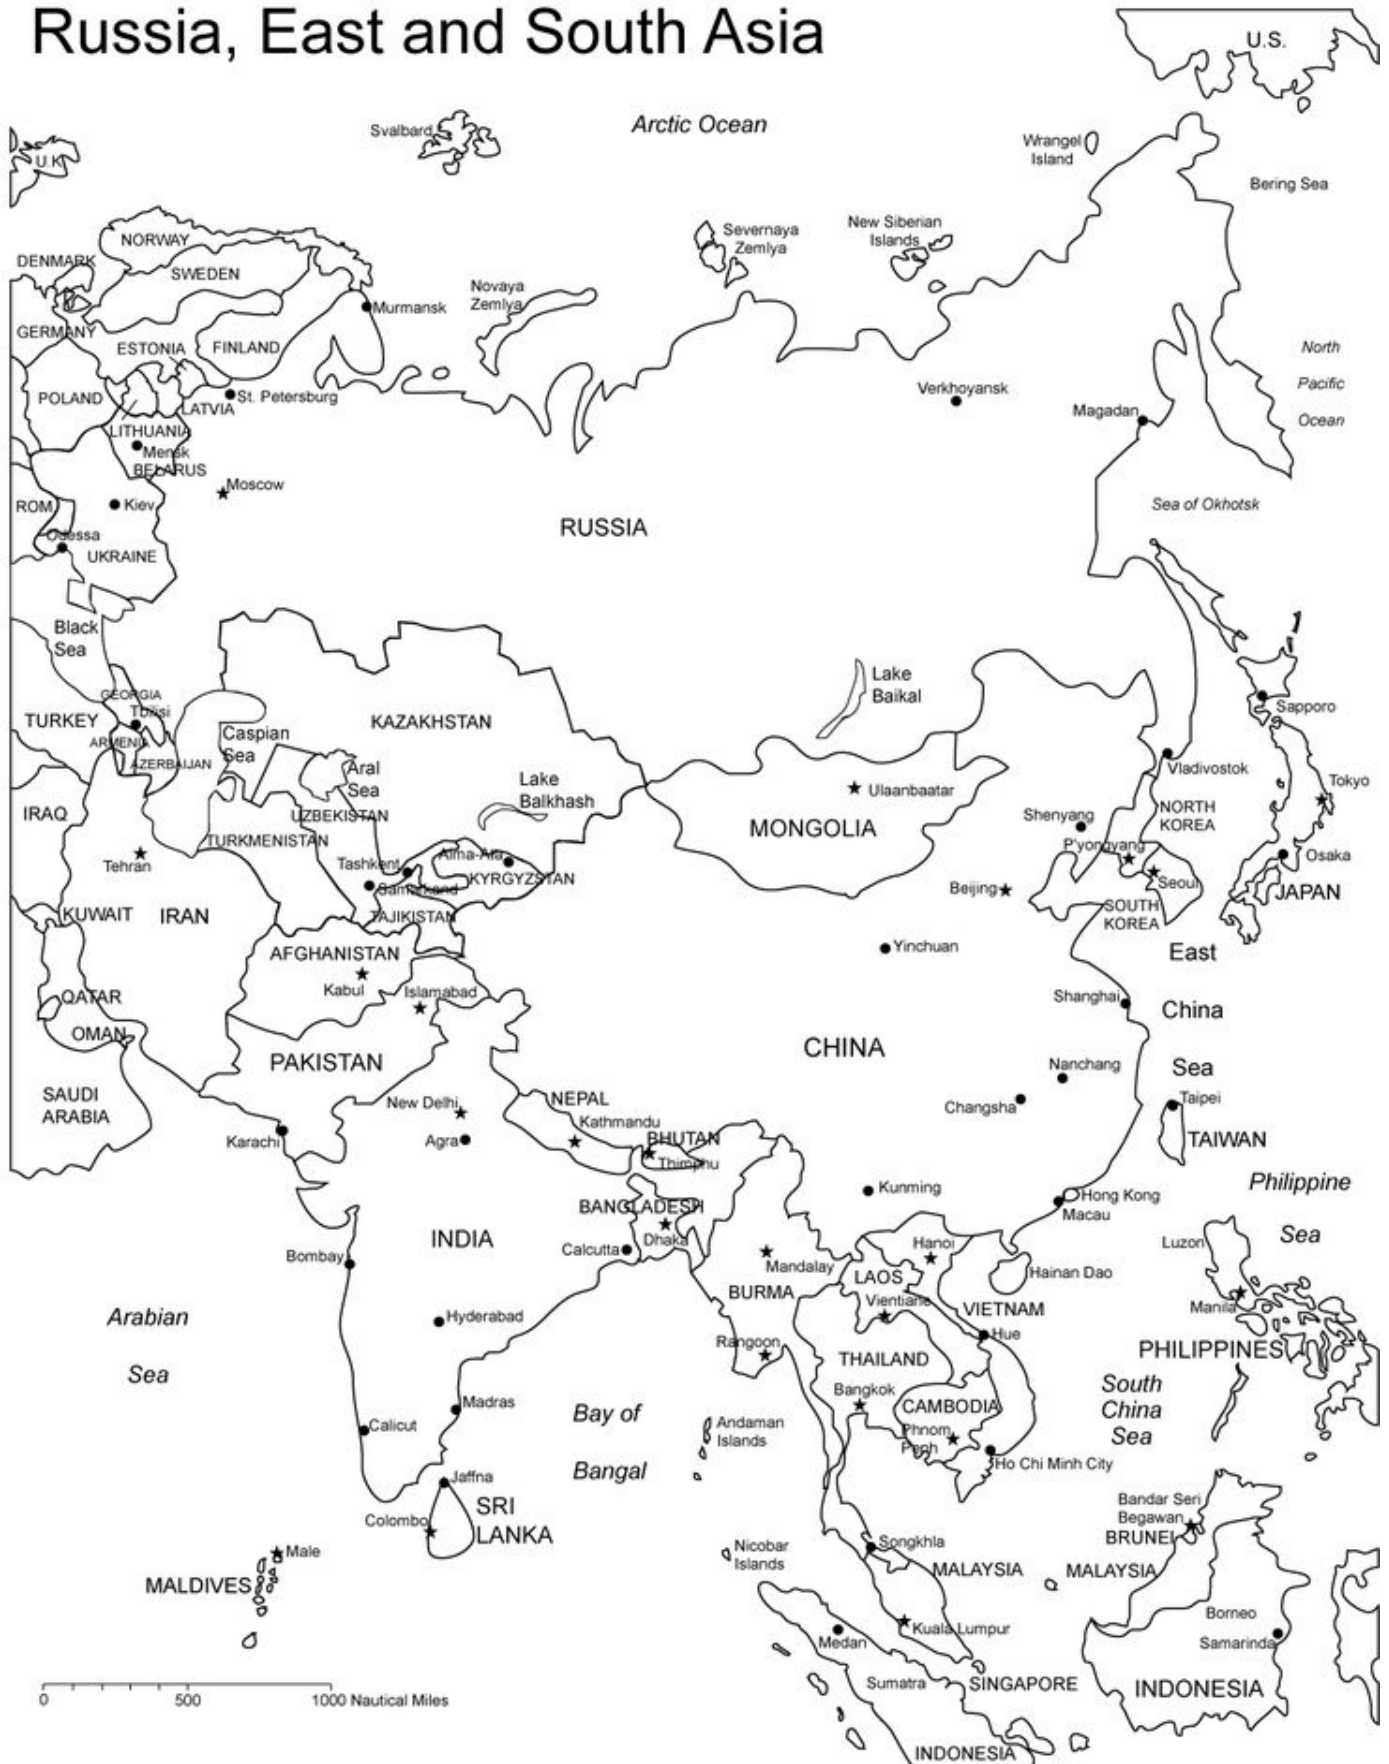 Russia, East and South Asia
U.S.
Arctic Ocean
Svalbard
Wrangel
Island
U.K
Bering Sea
Severnaya
Zemlya
New Siberian
Islands
NORWAY
DENMARK
SWEDEN
Novaya
Zemlya
Murmansk
GERMANY
ESTONIA
FINLAND
North
Pacific
Ocean
Verkhoyansk
POLAND
St. Petersburg
LATVIA
Magadan
LITHUANIA
Mensk
BELARUS
Moscow
ROM.
Kiev
Sea of Okhotsk
RUSSIA
Odessa
UKRAINE
Black
Sea
Lake
Baikal
GEORGIA
Tbilisi
TURKEY
KAZAKHSTAN
Sapporo
ARMENIA
Caspian
Sea
AZERBAIJAN
Aral
Sea
Vladivostok
Lake
Balkhash
Ulaanbaatar
Tokyo
IRAQ
UZBEKISTAN
NORTH
KOREA
Shenyang
MONGOLIA
TURKMENISTAN
P'yongyang
Tehran
Tashkent
Alma-Ata
Osaka
KYRGYZSTAN
Seoul
Samarkand
Beijing
JAPAN
KUWAIT
IRAN
TAJIKISTAN
SOUTH
KOREA
AFGHANISTAN
Yinchuan
East
China
Sea
Kabul
Islamabad
QATAR
Shanghai
OMAN
CHINA
PAKISTAN
Nanchang
SAUDI
ARABIA
New Delhi
NEPAL
Changsha
Taipei
Kathmandu
Karachi
Agra
BHUTAN
Thimphu
TAIWAN
Kunming
Philippine
Sea
Hong Kong
Macau
BANGLADESH
INDIA
Dhaka
Hanoi
Luzon
Bombay
Calcutta
Mandalay
LAOS
Hainan Dao
BURMA
Vientiane
VIETNAM
Manila
Arabian
Sea
Hyderabad
Rangoon
Hue
PHILIPPINES
THAILAND
Bangkok
South
China
Sea
Madras
CAMBODIA
Bay of
Bangal
Calicut
Andaman
Islands
Phnom
Penh
Ho Chi Minh City
Jaffna
SRI
LANKA
Colombo
Bandar Seri
Begawan
BRUNEI
Male
Nicobar
Islands
Songkhla
MALAYSIA
MALAYSIA
MALDIVES
Borneo
Kuala Lumpur
Medan
Samarinda
Sumatra
SINGAPORE
INDONESIA
0 500 1000 Nautical Miles
INDONESIA